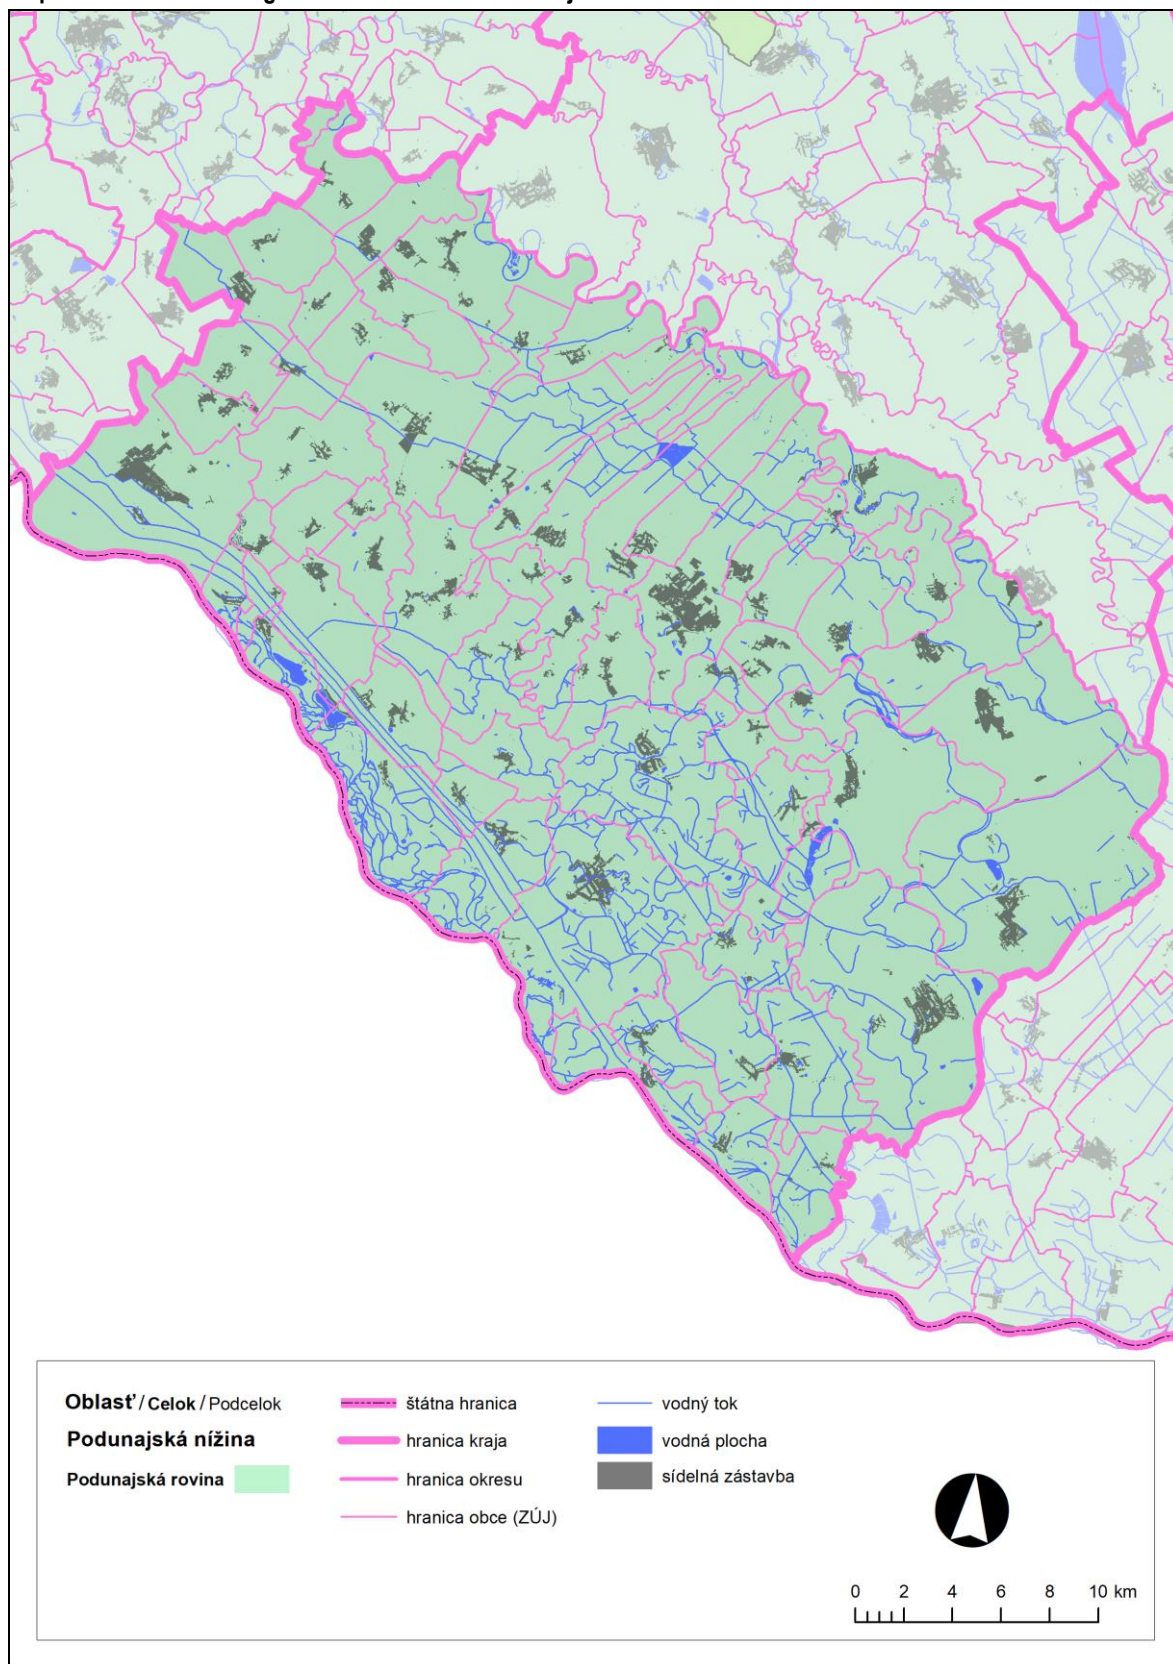 Oblasť / Celok / Podcelok
Podunajská nížina
Podunajská rovina
štátna hranica
hranica kraja
hranica okresu
hranica obce (ZÚJ)
vodný tok
vodná plocha
sídelná zástavba
0 2 4 6 8 10 km